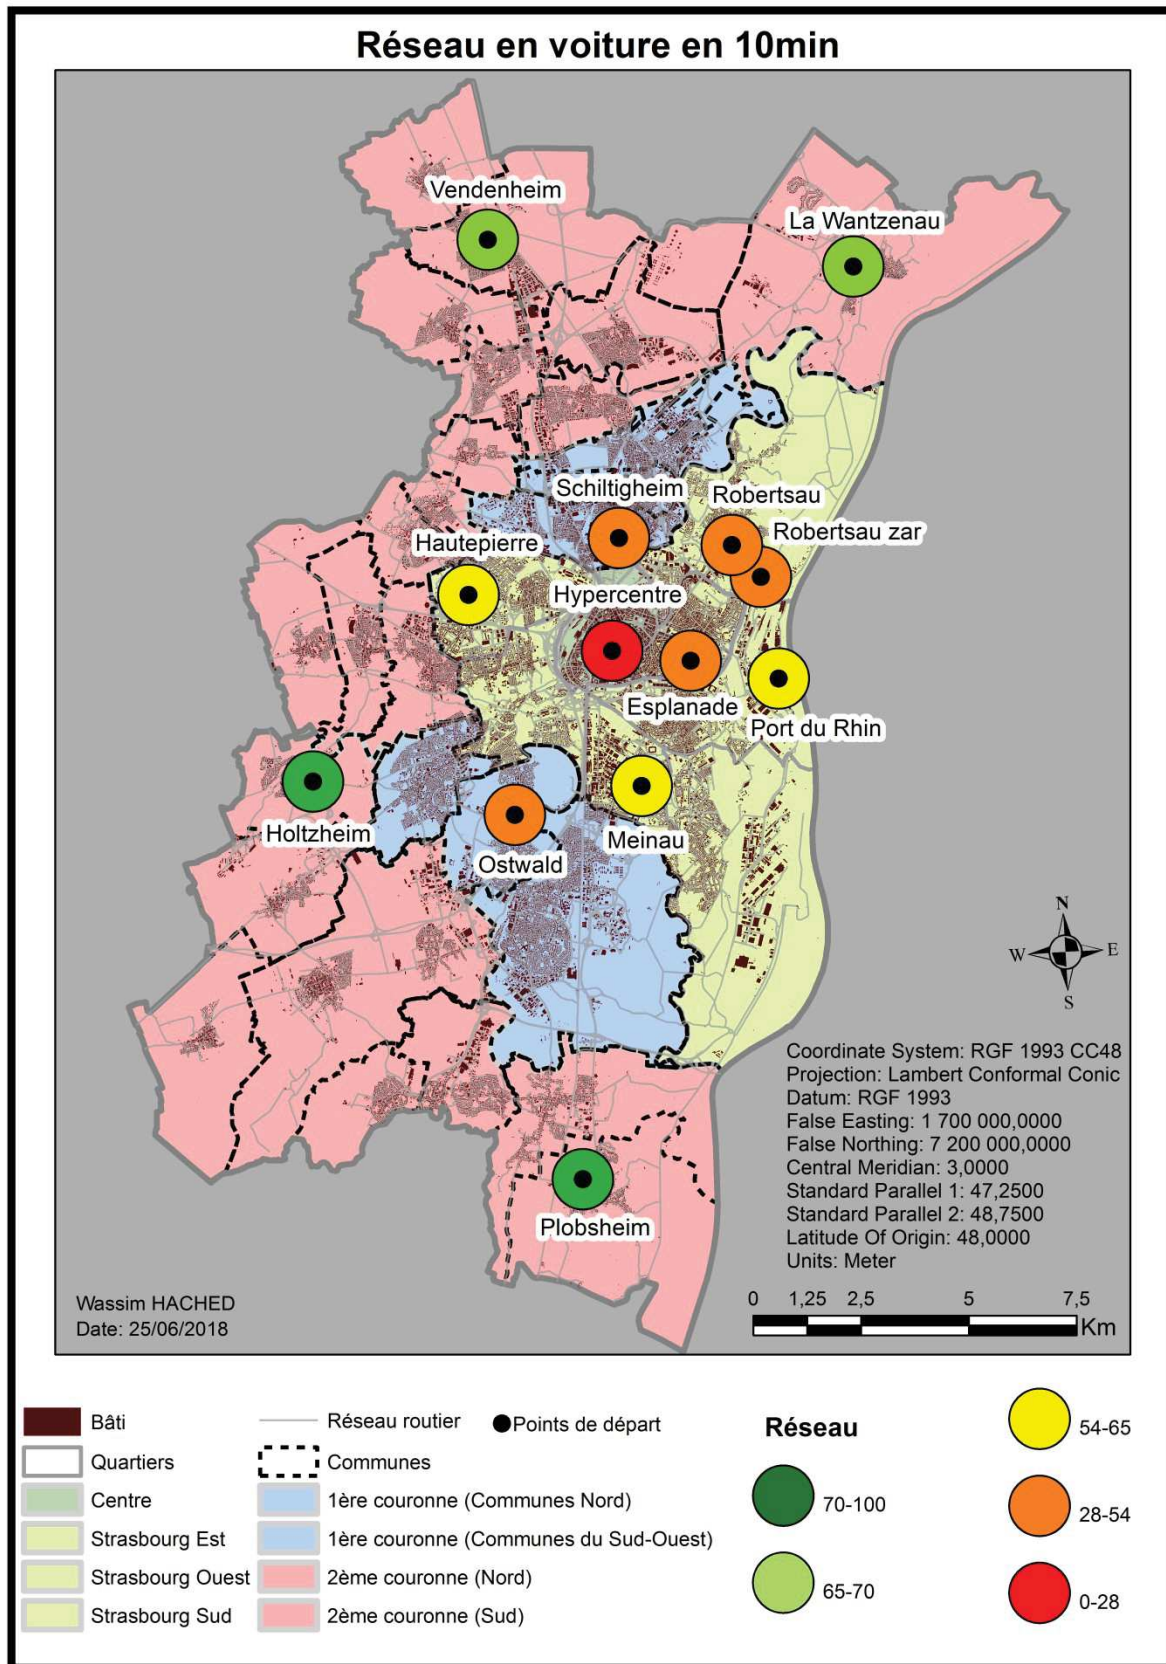 Réseau en voiture en 10min
Vendenheim
La Wantzenau
Schiltigheim
Robertsau
Hautepierre
Robertsau zar
Hypercentre
Esplanade
Port du Rhin
Holtzheim
Ostwald
Meinau
Plobsheim
N
W
E
S
Coordinate System: RGF 1993 CC48
Projection: Lambert Conformal Conic
Datum: RGF 1993
False Easting: 1 700 000,0000
False Northing: 7 200 000,0000
Central Meridian: 3,0000
Standard Parallel 1: 47,2500
Standard Parallel 2: 48,7500
Latitude Of Origin: 48,0000
Units: Meter
Wassim HACHED
Date: 25/06/2018
0 1,25 2,5 5 7,5
Km
Bâti
Quartiers
Centre
Strasbourg Est
Strasbourg Ouest
Strasbourg Sud
Réseau routier
Points de départ
Communes
1ère couronne (Communes Nord)
1ère couronne (Communes du Sud-Ouest)
2ème couronne (Nord)
2ème couronne (Sud)
Réseau
70-100
65-70
54-65
28-54
0-28